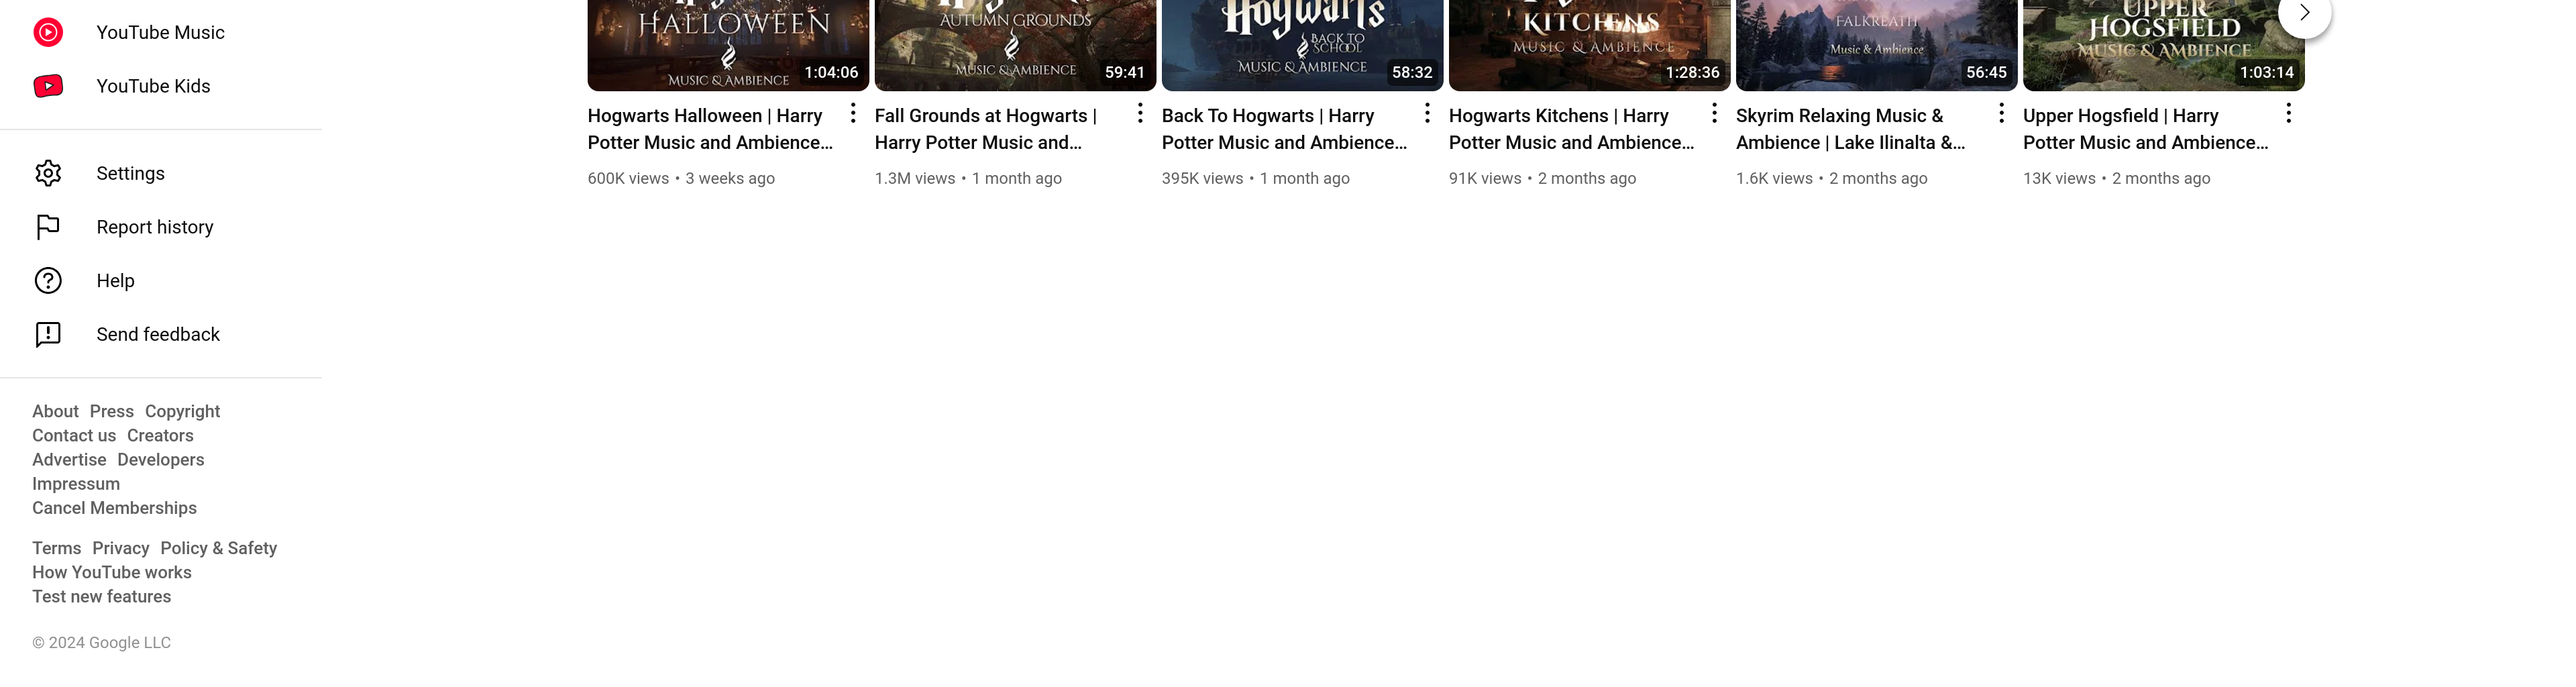 YouTube Music
YouTube Kids
Settings
Report history
Help
Send feedback
About Press Copyright
Contact us Creators
Advertise Developers
Impressum
Cancel Memberships
Terms Privacy Policy & Safety
How YouTube works
Test new features
© 2024 Google LLC
HALLOWEEN
MUSIC & AMBIENCE
1:04:06
Hogwarts Halloween | Harry
Potter Music and Ambience...
600K views • 3 weeks ago
AUTUMN GROUNDS
MUSIC & AMBIENCE
59:41
Fall Grounds at Hogwarts |
Harry Potter Music and...
1.3M views • 1 month ago
Hogwarts
BACK TO
SCHOOL
MUSIC & AMBIENCE
58:32
Back To Hogwarts | Harry
Potter Music and Ambience...
395K views • 1 month ago
KITCHENS
MUSIC & AMBIENCE
1:28:36
Hogwarts Kitchens | Harry
Potter Music and Ambience...
91K views • 2 months ago
FALKREATH
Music & Ambience
56:45
Skyrim Relaxing Music &
Ambience | Lake Ilinalta &...
1.6K views • 2 months ago
UPPER
HOGSFIELD
MUSIC & AMBIENCE
1:03:14
Upper Hogsfield | Harry
Potter Music and Ambience...
13K views • 2 months ago